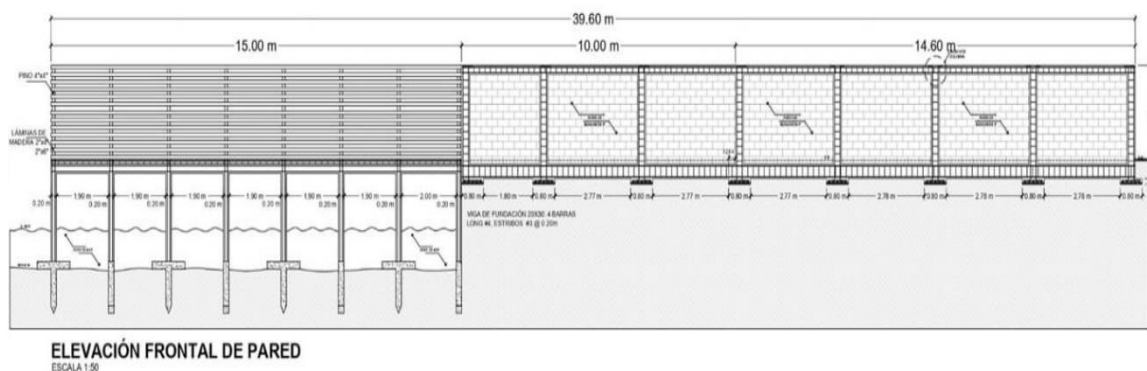 39.60 m
15.00 m
10.00 m
14.60 m
PINO 4"x4"
LÁMINAS DE
MADERA 2"x8"
2"x6"
1.90 m
1.90 m
1.90 m
1.90 m
1.90 m
1.90 m
2.00 m
0.20 m
0.20 m
0.20 m
0.20 m
0.20 m
0.20 m
0.20 m
0.20 m
0.80 m
1.80 m
0.80 m
2.77 m
0.80 m
2.77 m
0.80 m
2.77 m
0.80 m
2.78 m
0.80 m
2.78 m
0.80 m
2.78 m
0.80 m
VIGA DE FUNDACIÓN 20X30: 4 BARRAS
LONG #4, ESTRIBOS #3 @ 0.20m
ELEVACIÓN FRONTAL DE PARED
ESCALA 1:50